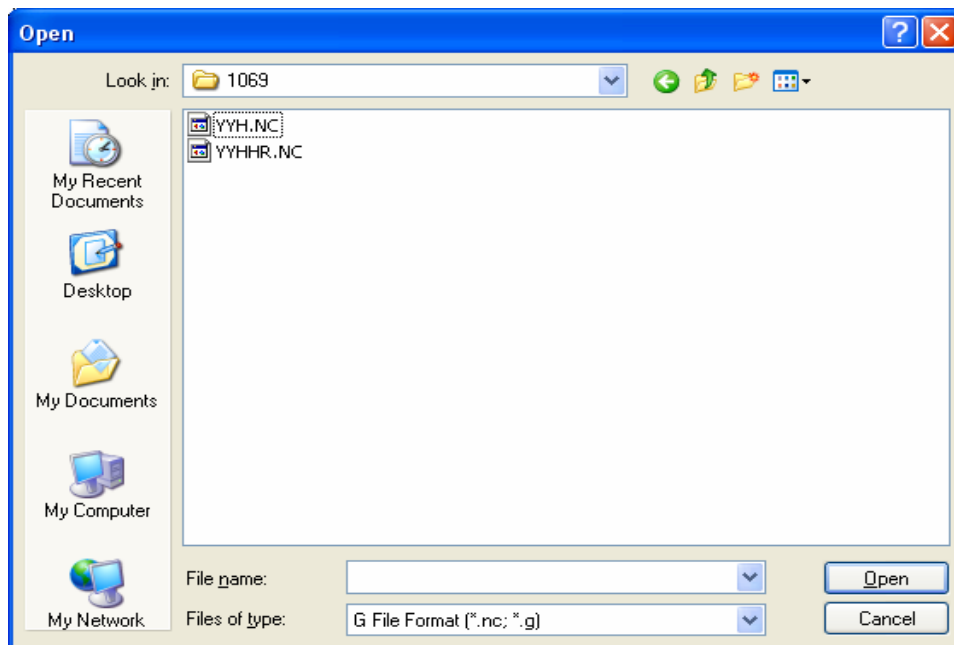 Open
Look in: 1069
YYH.NC
YYHHR.NC
My Recent
Documents
Desktop
My Documents
My Computer
My Network
File name:
Open
Files of type: G File Format (*.nc; *.g)
Cancel